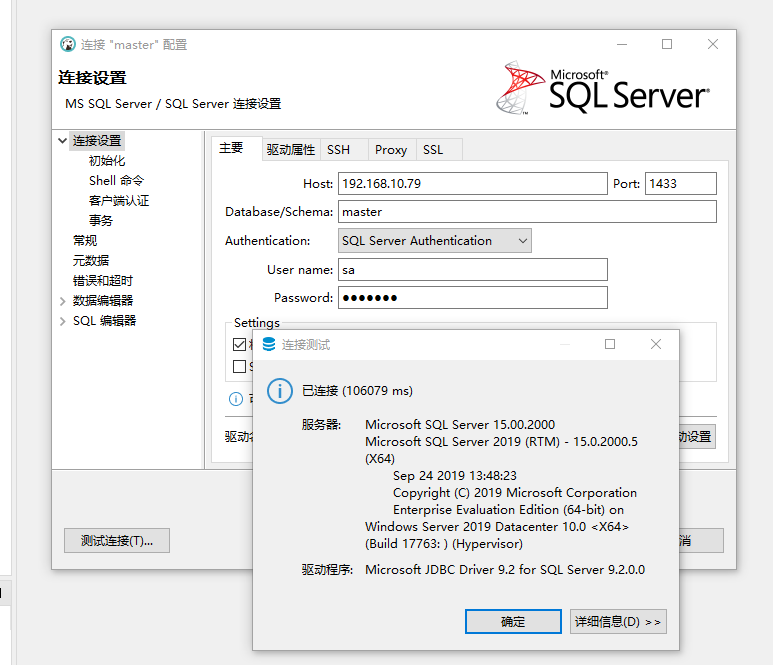 连接 "master" 配置
连接设置
MS SQL Server / SQL Server 连接设置
Microsoft®
SQL Server®
连接设置
初始化
Shell 命令
客户端认证
事务
常规
元数据
错误和超时
数据编辑器
SQL 编辑器
主要
驱动属性
SSH
Proxy
SSL
Host: 192.168.10.79 Port: 1433
Database/Schema: master
Authentication: SQL Server Authentication
User name: sa
Password: ●●●●●●●
Settings
驱动
动设置
测试连接(T)...
消
连接测试
已连接 (106079 ms)
服务器: Microsoft SQL Server 15.00.2000
Microsoft SQL Server 2019 (RTM) - 15.0.2000.5
(X64)
Sep 24 2019 13:48:23
Copyright (C) 2019 Microsoft Corporation
Enterprise Evaluation Edition (64-bit) on
Windows Server 2019 Datacenter 10.0 <X64>
(Build 17763: ) (Hypervisor)
驱动程序: Microsoft JDBC Driver 9.2 for SQL Server 9.2.0.0
确定
详细信息(D) >>